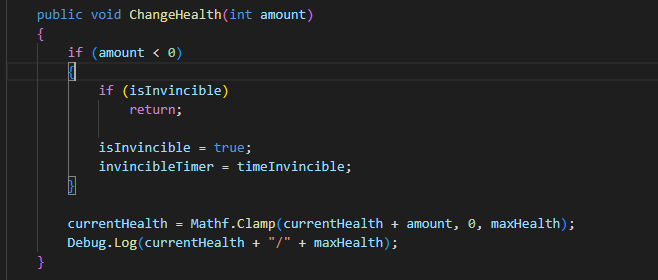 public void ChangeHealth(int amount)
{
if (amount < 0)
{
if (isInvincible)
return;
isInvincible = true;
invincibleTimer = timeInvincible;
}
currentHealth = Mathf.Clamp(currentHealth + amount, 0, maxHealth);
Debug.Log(currentHealth + "/" + maxHealth);
}